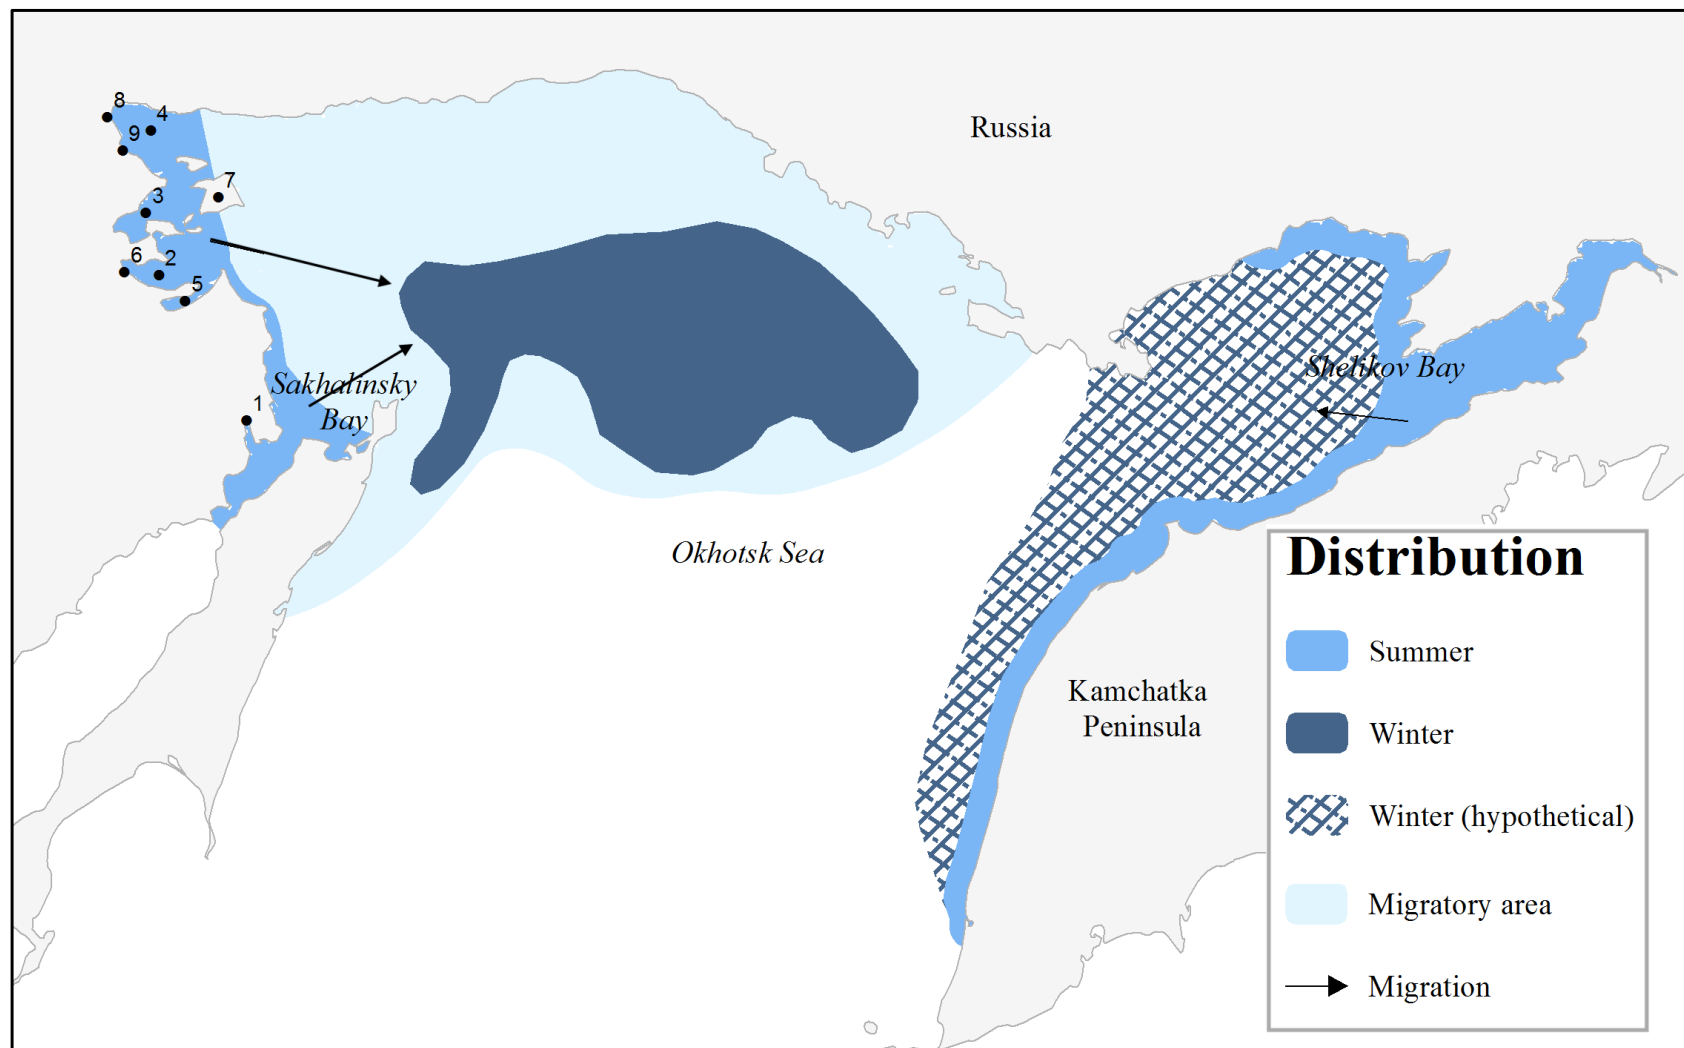 8
4
9
Russia
7
3
6
2
5
Sakhalinsky
Bay
1
Shelikov Bay
Okhotsk Sea
Kamchatka
Peninsula
Distribution
Summer
Winter
Winter (hypothetical)
Migratory area
Migration